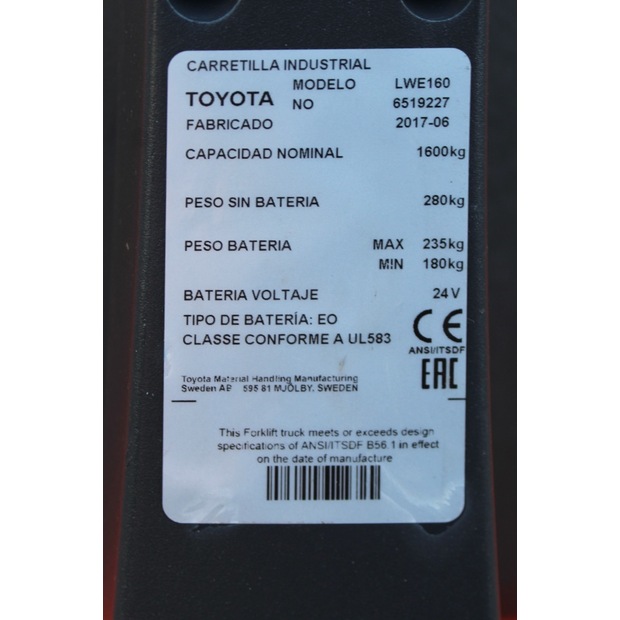 CARRETILLA INDUSTRIAL
MODELO LWE160
TOYOTA NO 6519227
FABRICADO 2017-06
CAPACIDAD NOMINAL 1600kg
PESO SIN BATERIA 280kg
PESO BATERIA MAX 235kg
MIN 180kg
BATERIA VOLTAJE 24V
TIPO DE BATERÍA: EO
CLASSE CONFORME A UL583
CE
ANSI/ITSDF
EAC
Toyota Material Handling Manufacturing
Sweden AB 595 81 MJÖLBY, SWEDEN
This Forklift truck meets or exceeds design
specifications of ANSI/ITSDF B56.1 in effect
on the date of manufacture